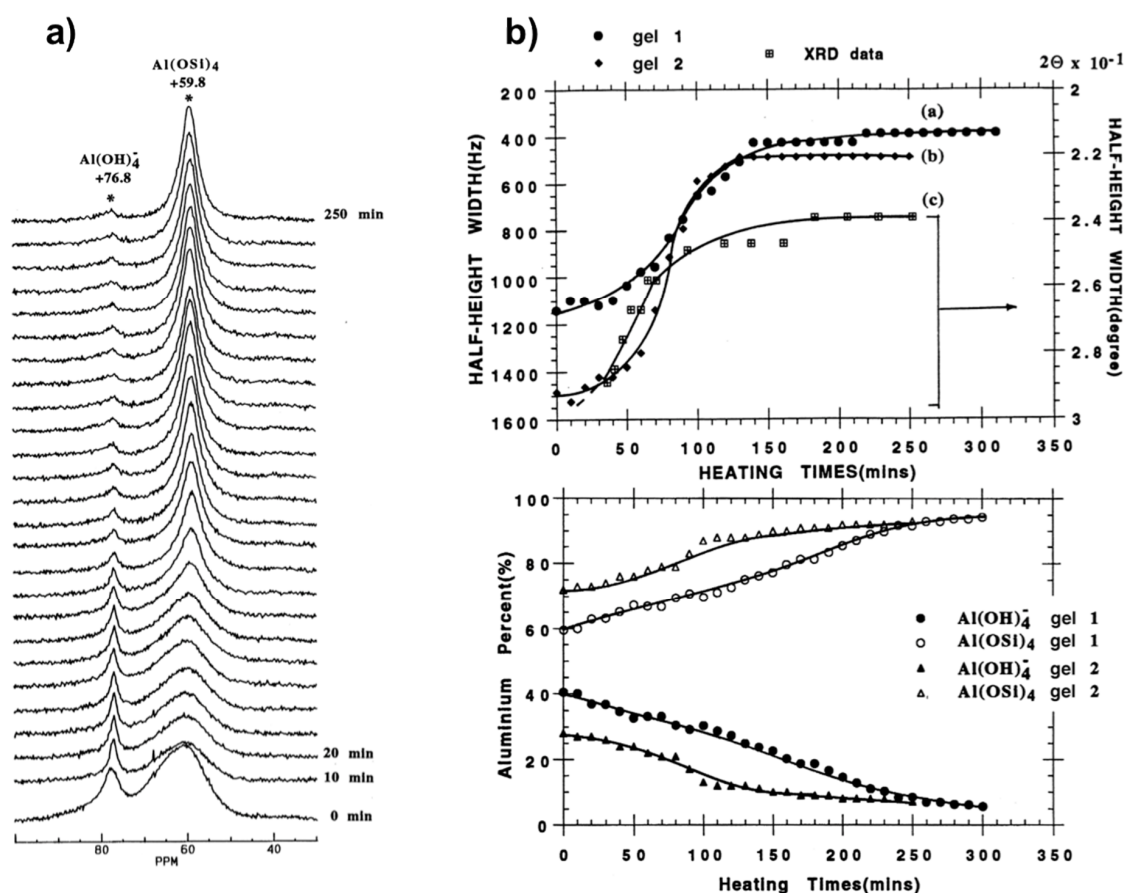 a)
Al(OSi)4
+59.8
*
Al(OH)4-
+76.8
*
250 min
20 min
10 min
0 min
80 60 40
PPM
b)
● gel 1
◆ gel 2
⊞ XRD data
2Θ x 10-1
200
400
600
800
1000
1200
1400
1600
HALF-HEIGHT WIDTH(Hz)
(a)
(b)
(c)
2
2.2
2.4
2.6
2.8
3
HALF-HEIGHT WIDTH(degree)
0 50 100 150 200 250 300 350
HEATING TIMES(mins)
100
80
60
40
20
0
Aluminium Percent(%)
● Al(OH)4- gel 1
○ Al(OSi)4 gel 1
▲ Al(OH)4- gel 2
△ Al(OSi)4 gel 2
0 50 100 150 200 250 300 350
Heating Times(mins)